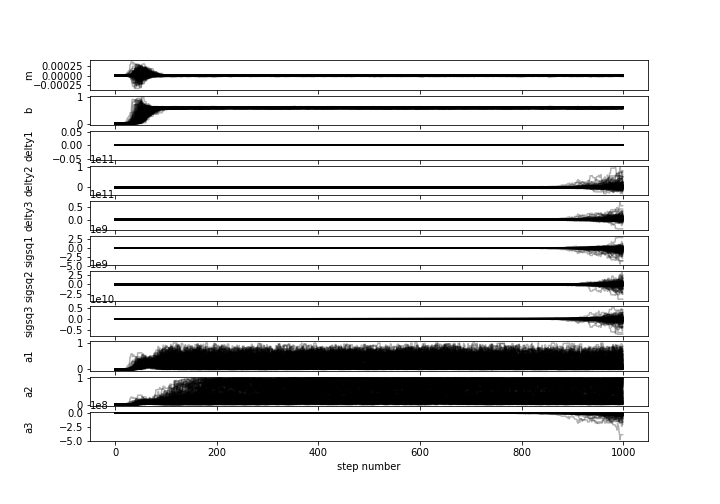 m
0.00025
0.00000
−0.00025
b
1
0
delty1
0.05
0.00
−0.05
1e11
delty2
1
0
1e11
delty3
0.5
0.0
1e9
sigsq1
2.5
0.0
−2.5
−5.0
1e9
sigsq2
2.5
0.0
−2.5
1e10
sigsq3
0.5
0.0
−0.5
a1
1
0
a2
1
0
1e8
a3
0.0
−2.5
−5.0
0 200 400 600 800 1000
step number